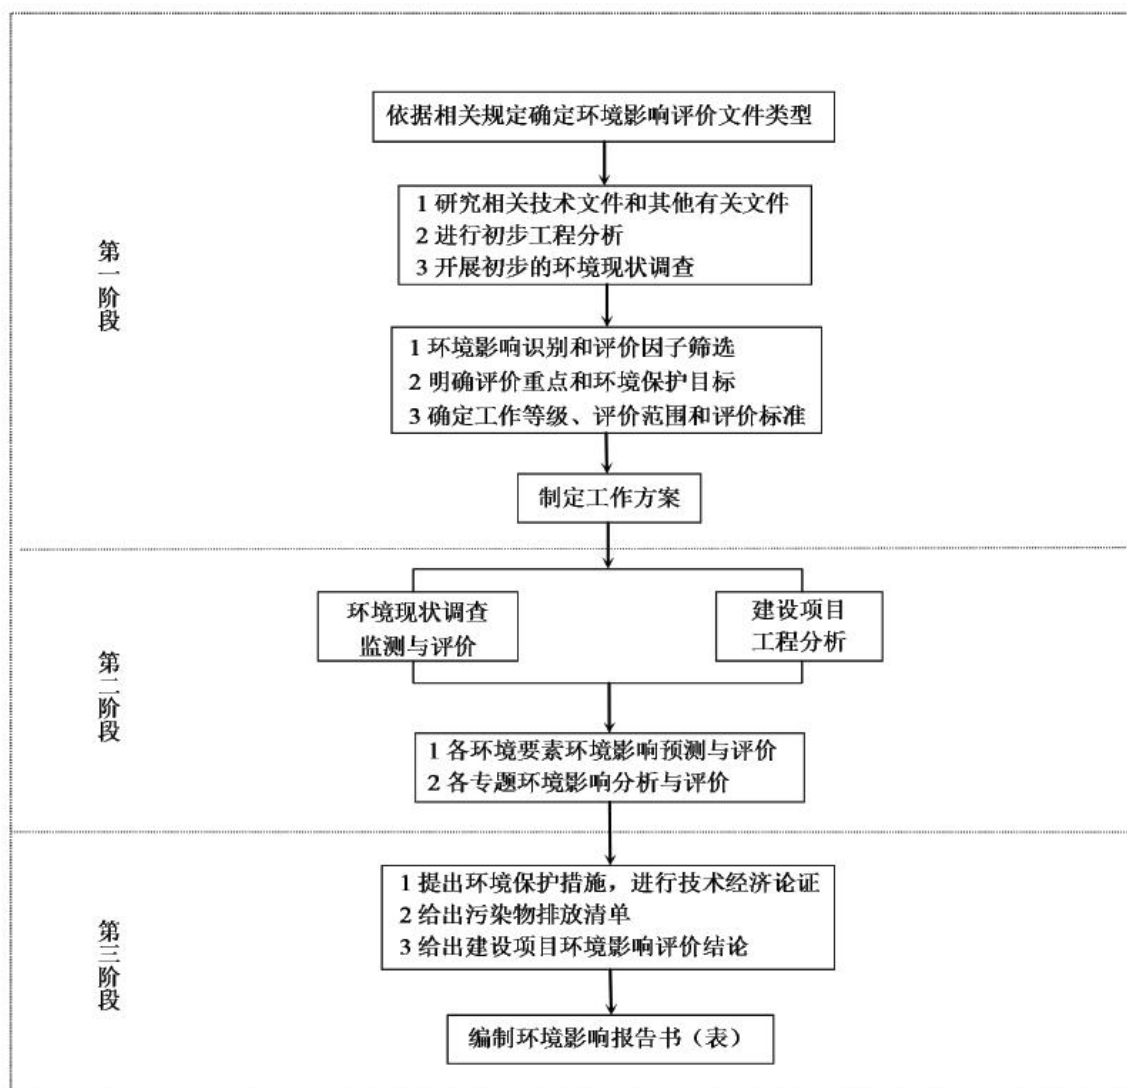 依据相关规定确定环境影响评价文件类型
1 研究相关技术文件和其他有关文件
2 进行初步工程分析
3 开展初步的环境现状调查
第一阶段
1 环境影响识别和评价因子筛选
2 明确评价重点和环境保护目标
3 确定工作等级、评价范围和评价标准
制定工作方案
环境现状调查
监测与评价
建设项目
工程分析
第二阶段
1 各环境要素环境影响预测与评价
2 各专题环境影响分析与评价
1 提出环境保护措施，进行技术经济论证
2 给出污染物排放清单
3 给出建设项目环境影响评价结论
第三阶段
编制环境影响报告书（表）